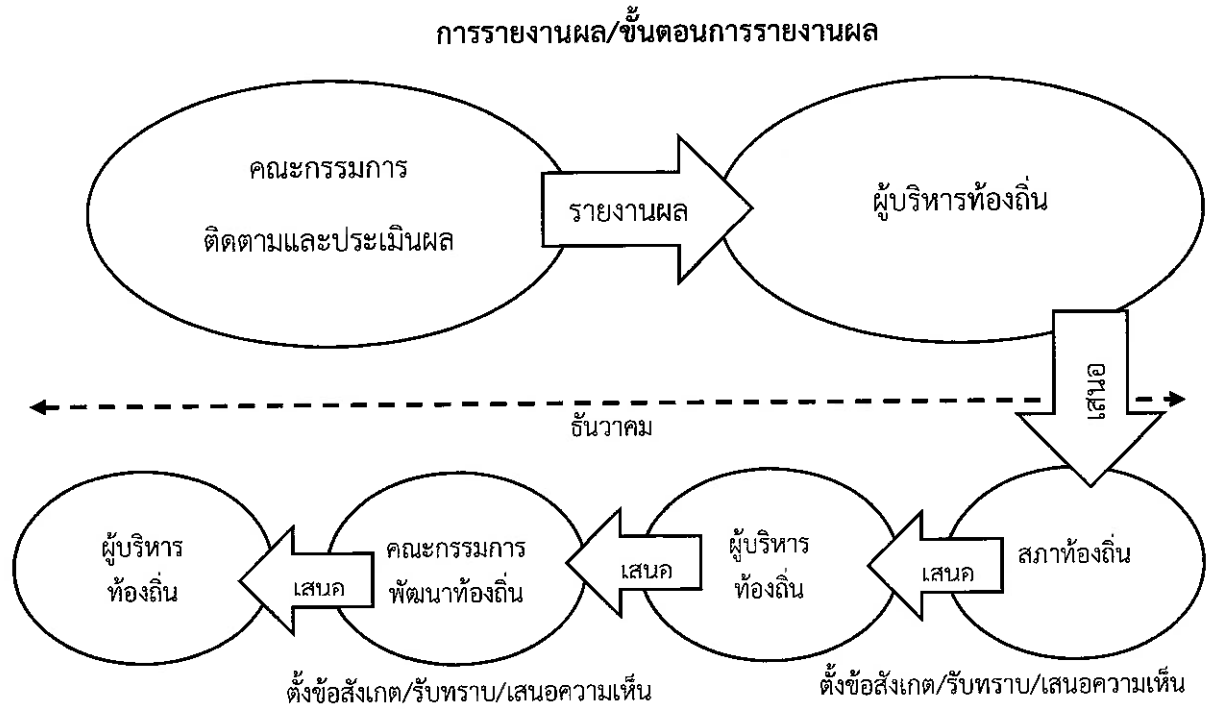 การรายงานผล/ขั้นตอนการรายงานผล
คณะกรรมการ
ติดตามและประเมินผล
รายงานผล
ผู้บริหารท้องถิ่น
เสนอ
ธันวาคม
ผู้บริหาร
ท้องถิ่น
เสนอ
คณะกรรมการ
พัฒนาท้องถิ่น
เสนอ
ผู้บริหาร
ท้องถิ่น
เสนอ
สภาท้องถิ่น
ตั้งข้อสังเกต/รับทราบ/เสนอความเห็น
ตั้งข้อสังเกต/รับทราบ/เสนอความเห็น